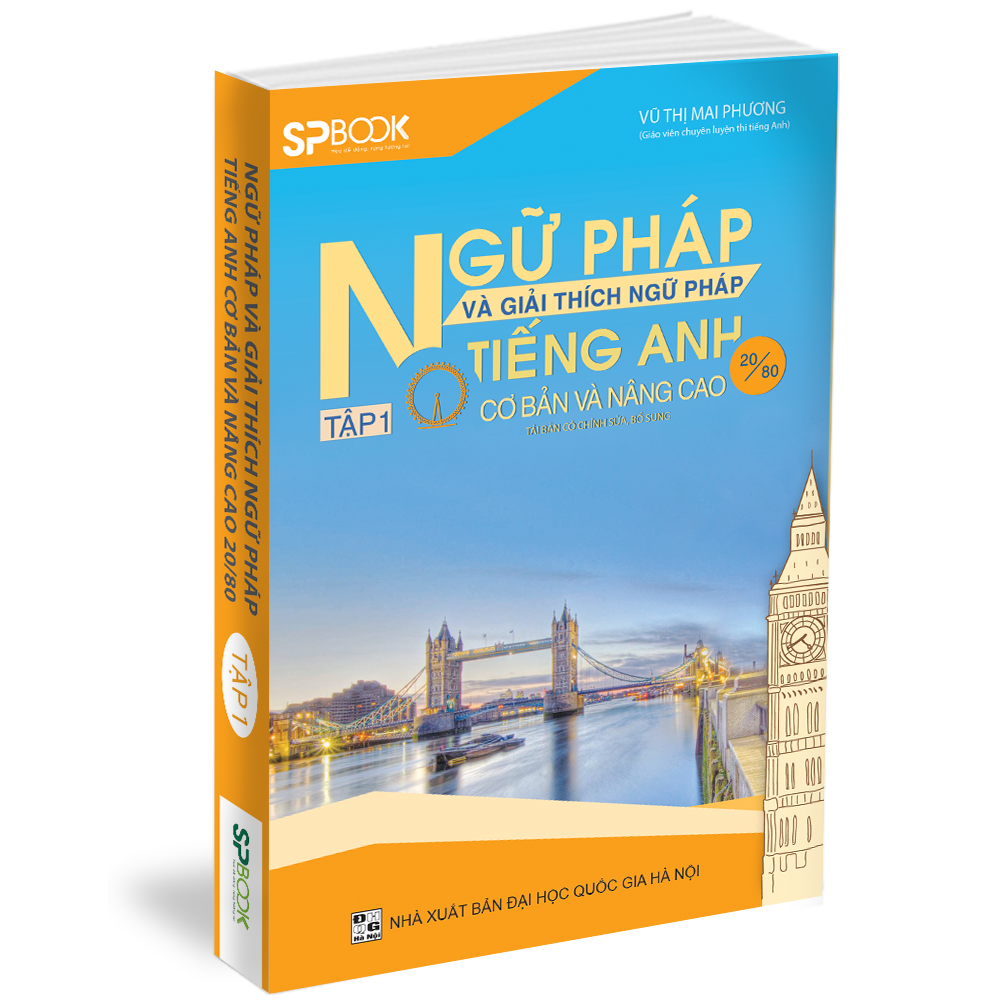 SPBOOK
VŨ THỊ MAI PHƯƠNG
(Giáo viên chuyên luyện thi tiếng Anh)
NGỮ PHÁP
VÀ GIẢI THÍCH NGỮ PHÁP
TIẾNG ANH
20/80
CƠ BẢN VÀ NÂNG CAO
TÁI BẢN CÓ CHỈNH SỬA, BỔ SUNG
TẬP 1
NHÀ XUẤT BẢN ĐẠI HỌC QUỐC GIA HÀ NỘI
ĐHQG
Hà Nội
NGỮ PHÁP VÀ GIẢI THÍCH NGỮ PHÁP
TIẾNG ANH CƠ BẢN VÀ NÂNG CAO 20/80
TẬP 1
SPBOOK